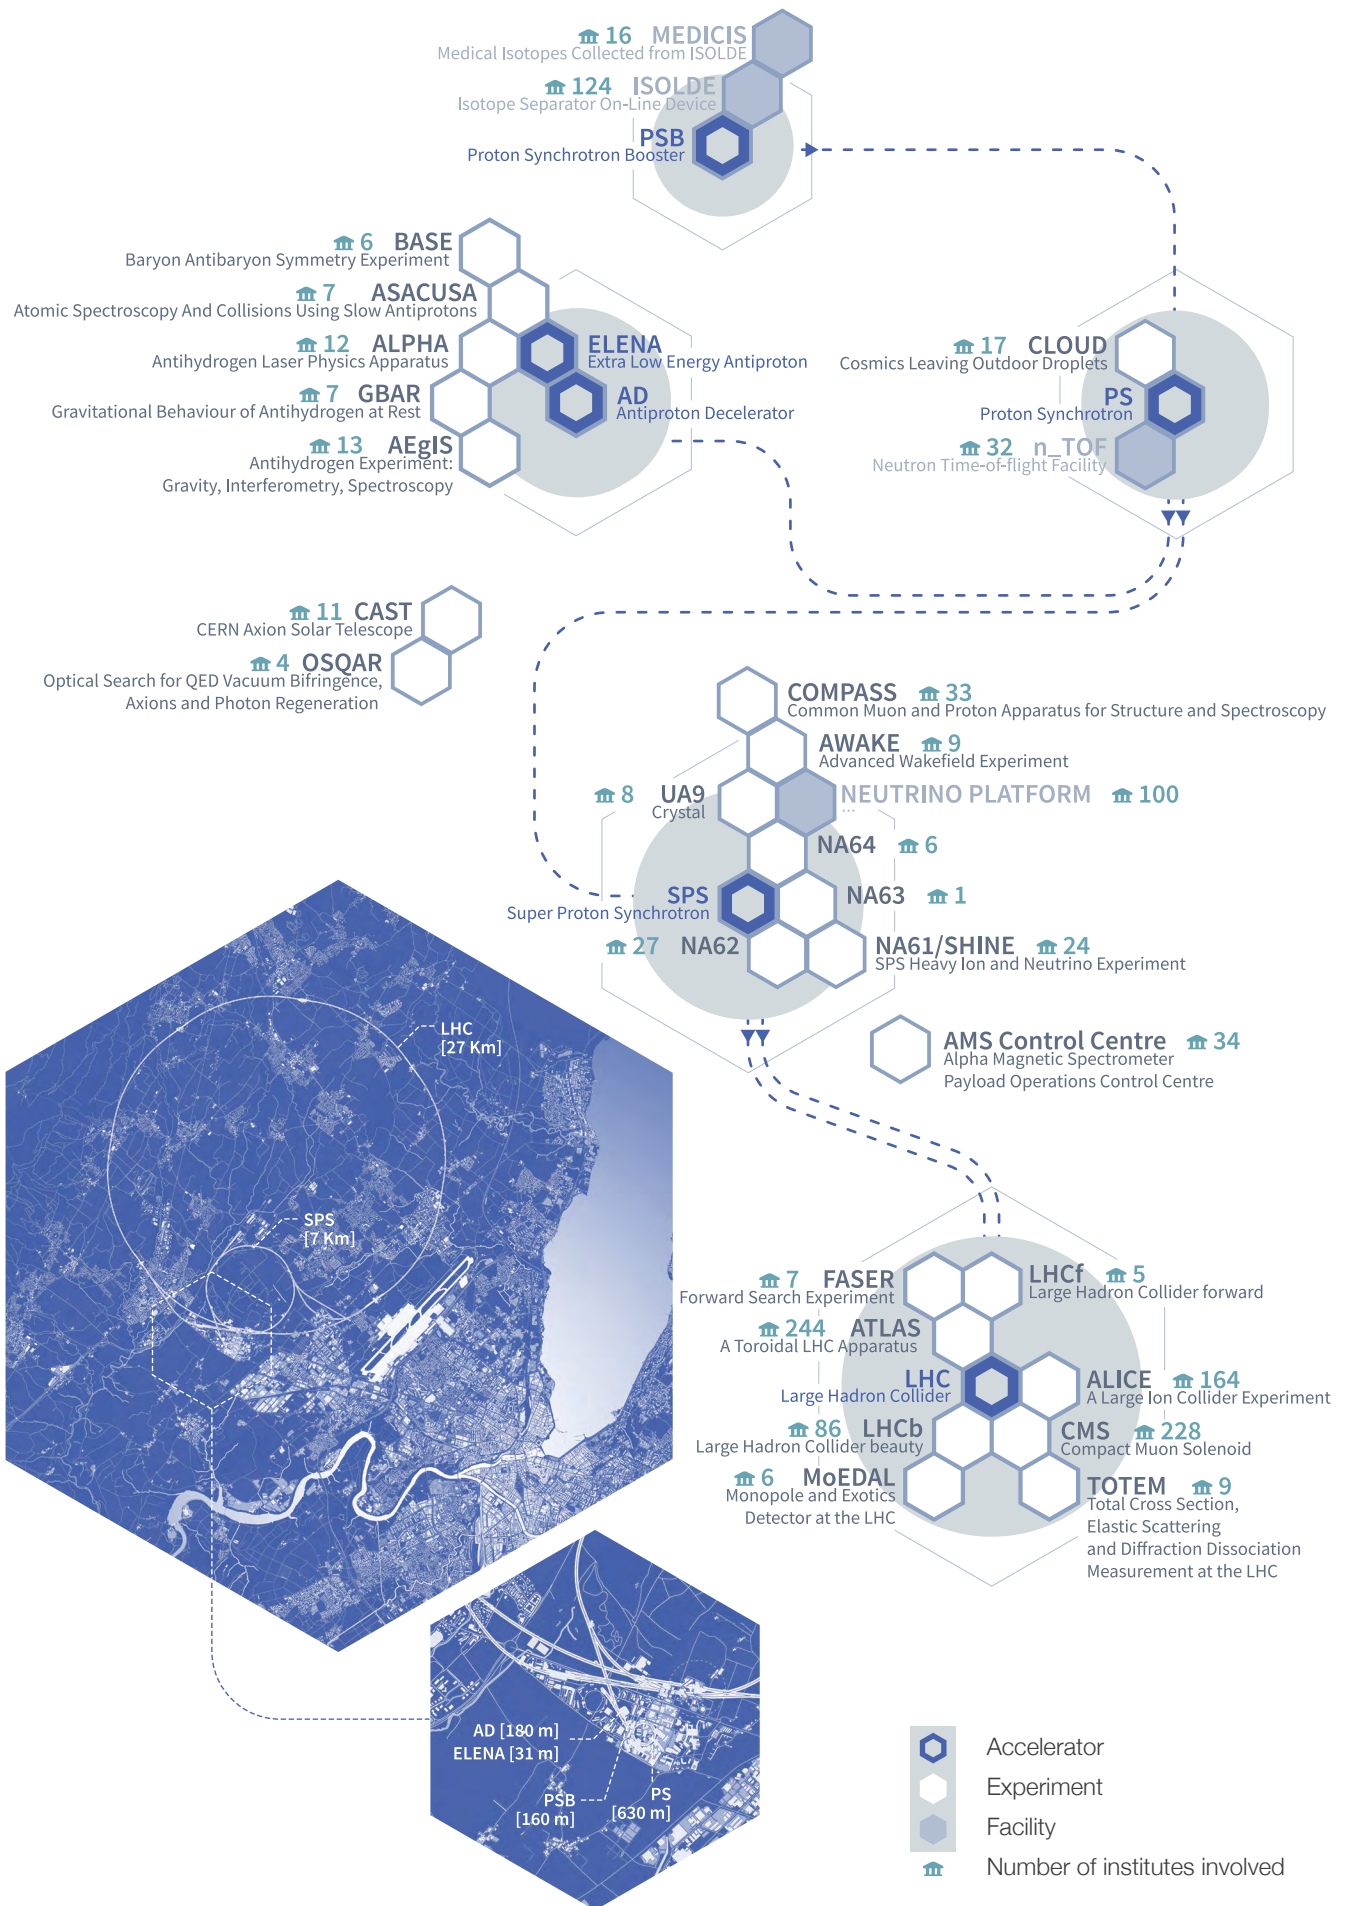 16 MEDICIS
Medical Isotopes Collected from ISOLDE
124 ISOLDE
Isotope Separator On-Line Device
PSB
Proton Synchrotron Booster
6 BASE
Baryon Antibaryon Symmetry Experiment
7 ASACUSA
Atomic Spectroscopy And Collisions Using Slow Antiprotons
12 ALPHA
Antihydrogen Laser Physics Apparatus
7 GBAR
Gravitational Behaviour of Antihydrogen at Rest
13 AEgIS
Antihydrogen Experiment:
Gravity, Interferometry, Spectroscopy
ELENA
Extra Low Energy Antiproton
AD
Antiproton Decelerator
17 CLOUD
Cosmics Leaving Outdoor Droplets
PS
Proton Synchrotron
32 n_TOF
Neutron Time-of-flight Facility
11 CAST
CERN Axion Solar Telescope
4 OSQAR
Optical Search for QED Vacuum Bifringence,
Axions and Photon Regeneration
COMPASS 33
Common Muon and Proton Apparatus for Structure and Spectroscopy
AWAKE 9
Advanced Wakefield Experiment
8 UA9
Crystal
NEUTRINO PLATFORM 100
...
NA64 6
SPS
Super Proton Synchrotron
NA63 1
27 NA62
NA61/SHINE 24
SPS Heavy Ion and Neutrino Experiment
AMS Control Centre 34
Alpha Magnetic Spectrometer
Payload Operations Control Centre
LHC
[27 Km]
SPS
[7 Km]
7 FASER
Forward Search Experiment
LHCf 5
Large Hadron Collider forward
244 ATLAS
A Toroidal LHC Apparatus
LHC
Large Hadron Collider
ALICE 164
A Large Ion Collider Experiment
86 LHCb
Large Hadron Collider beauty
CMS 228
Compact Muon Solenoid
6 MoEDAL
Monopole and Exotics
Detector at the LHC
TOTEM 9
Total Cross Section,
Elastic Scattering
and Diffraction Dissociation
Measurement at the LHC
AD [180 m]
ELENA [31 m]
PSB
[160 m]
PS
[630 m]
Accelerator
Experiment
Facility
Number of institutes involved